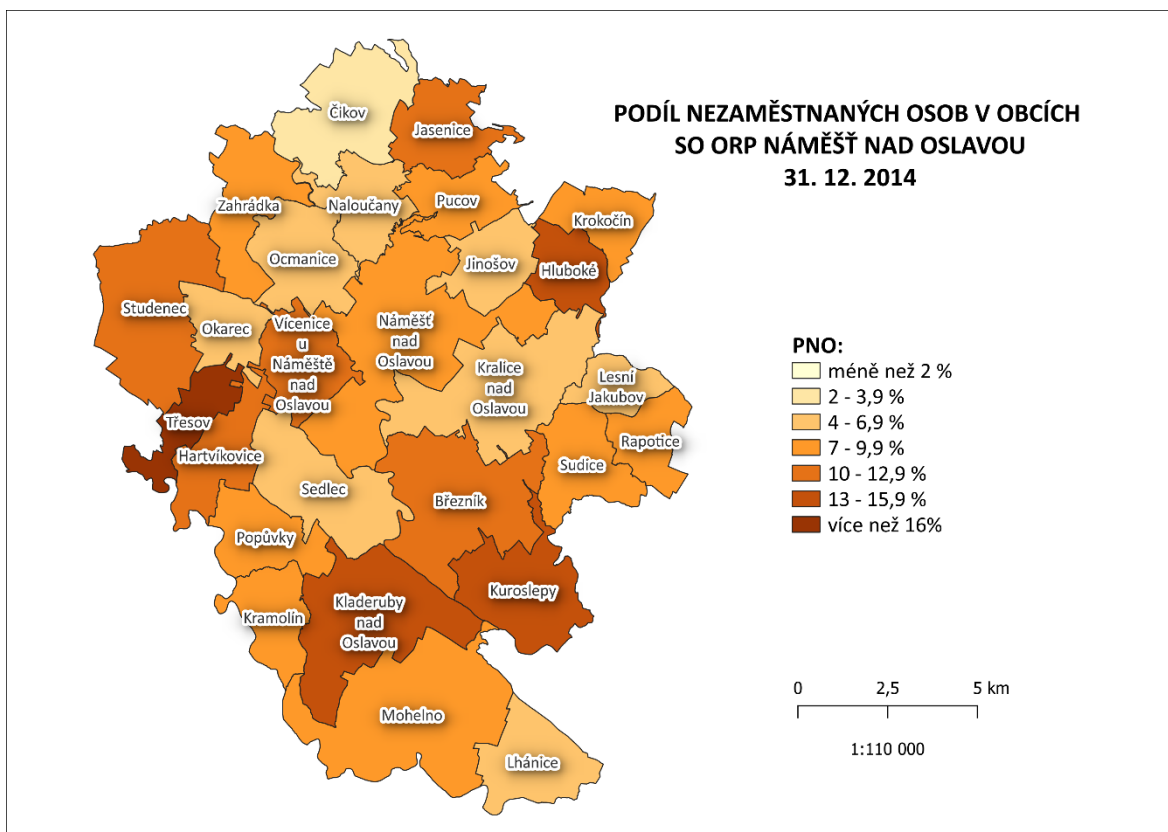 PODÍL NEZAMĚSTNANÝCH OSOB V OBCÍCH
SO ORP NÁMĚŠŤ NAD OSLAVOU
31. 12. 2014
Čikov
Jasenice
Zahrádka
Naloučany
Pucov
Krokočín
Ocmanice
Jinošov
Hluboké
Studenec
Okarec
Vícenice
u
Náměště
nad
Oslavou
Náměšť
nad
Oslavou
Kralice
nad
Oslavou
Lesní
Jakubov
Třesov
Hartvíkovice
Rapotice
Sudice
Sedlec
Březník
Popůvky
Kuroslepy
Kramolín
Kladeruby
nad
Oslavou
Mohelno
Lhánice
PNO:
méně než 2 %
2 - 3,9 %
4 - 6,9 %
7 - 9,9 %
10 - 12,9 %
13 - 15,9 %
více než 16%
0 2,5 5 km
1:110 000